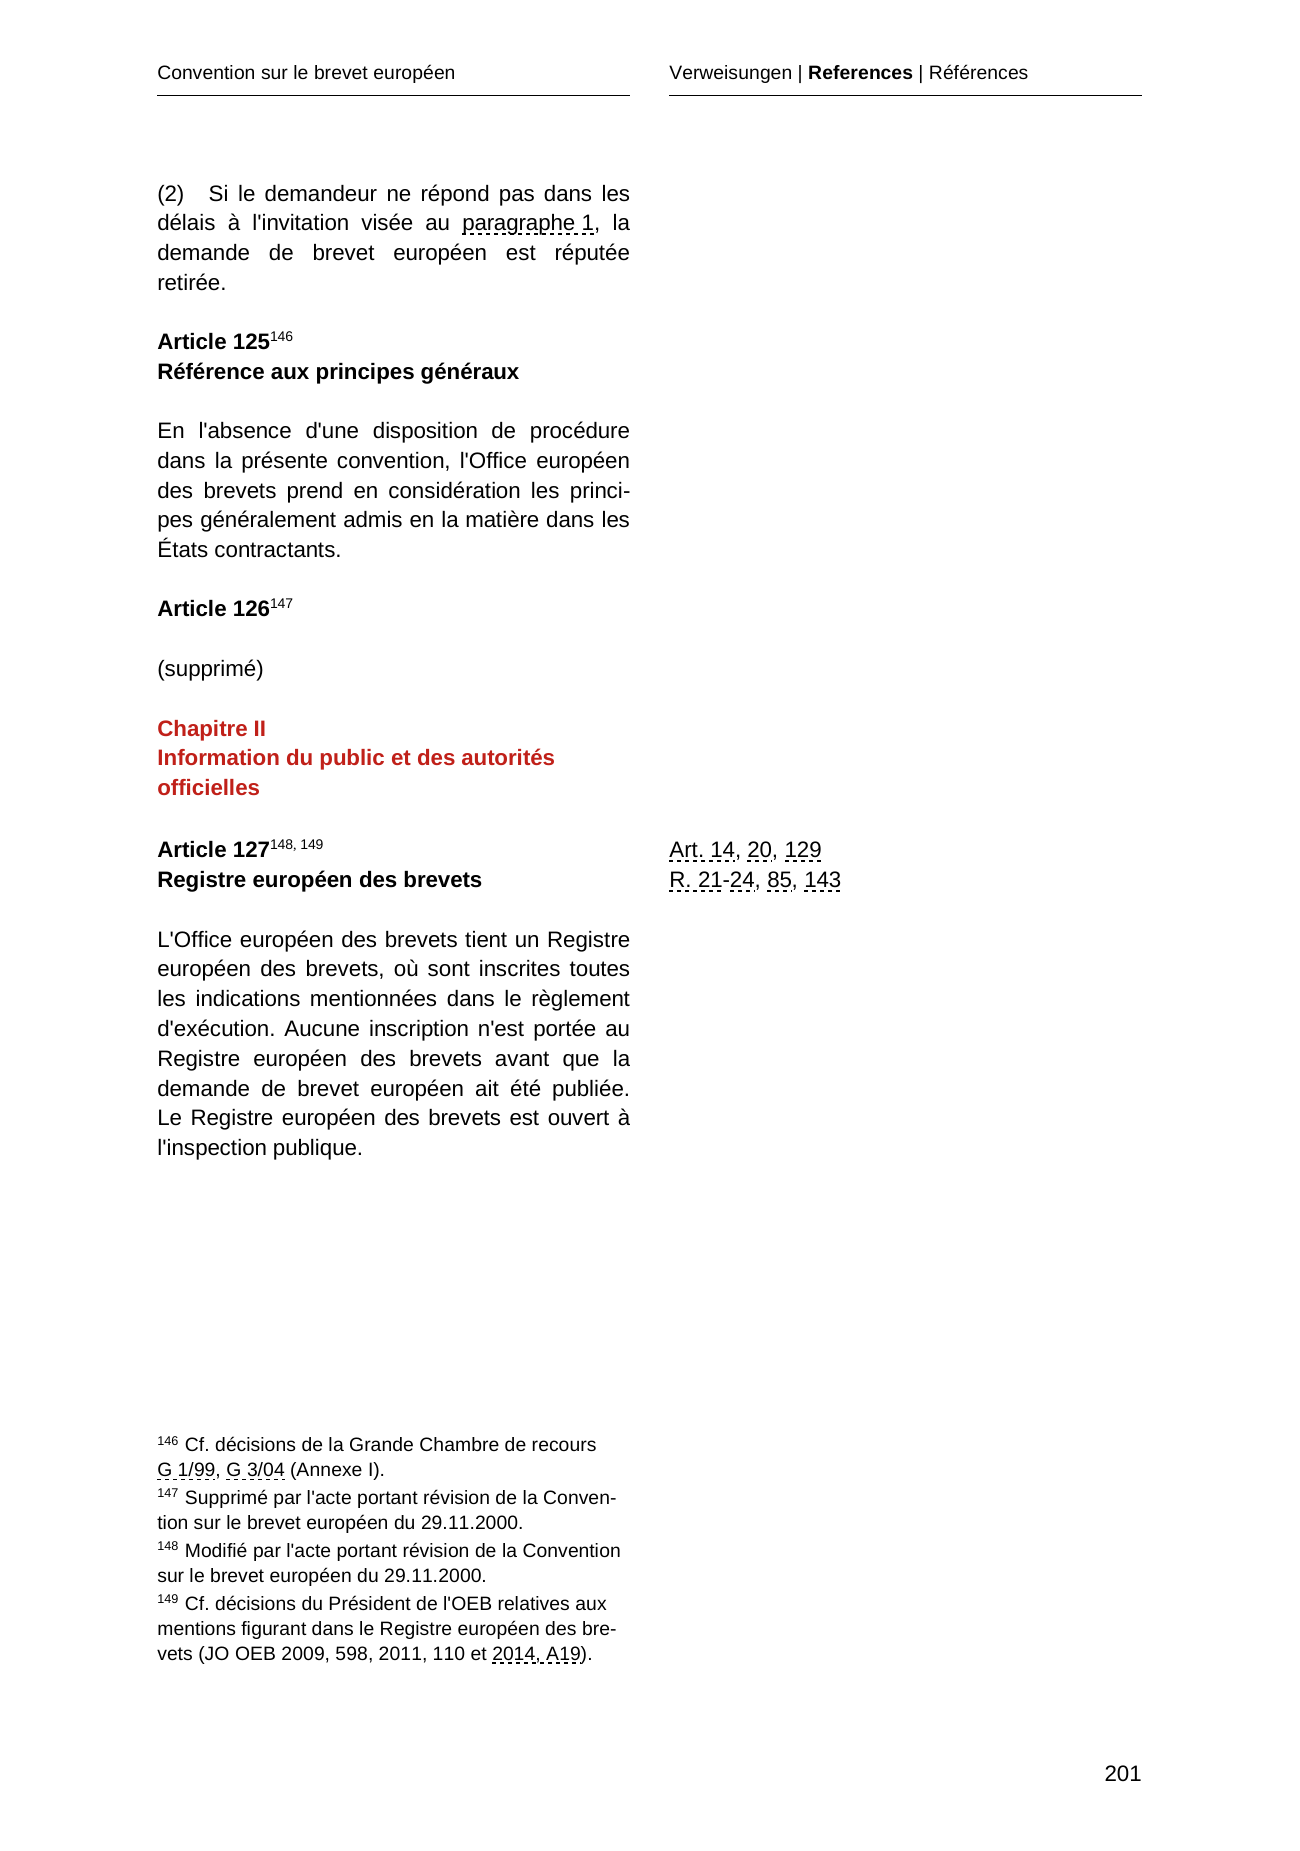 Convention sur le brevet européen
Verweisungen | References | Références
(2) Si le demandeur ne répond pas dans les
délais à l'invitation visée au paragraphe 1, la
demande de brevet européen est réputée
retirée.
Article 125146
Référence aux principes généraux
En l'absence d'une disposition de procédure
dans la présente convention, l'Office européen
des brevets prend en considération les princi-
pes généralement admis en la matière dans les
États contractants.
Article 126147
(supprimé)
Chapitre II
Information du public et des autorités
officielles
Article 127148, 149
Registre européen des brevets
Art. 14, 20, 129
R. 21-24, 85, 143
L'Office européen des brevets tient un Registre
européen des brevets, où sont inscrites toutes
les indications mentionnées dans le règlement
d'exécution. Aucune inscription n'est portée au
Registre européen des brevets avant que la
demande de brevet européen ait été publiée.
Le Registre européen des brevets est ouvert à
l'inspection publique.
146 Cf. décisions de la Grande Chambre de recours
G 1/99, G 3/04 (Annexe I).
147 Supprimé par l'acte portant révision de la Conven-
tion sur le brevet européen du 29.11.2000.
148 Modifié par l'acte portant révision de la Convention
sur le brevet européen du 29.11.2000.
149 Cf. décisions du Président de l'OEB relatives aux
mentions figurant dans le Registre européen des bre-
vets (JO OEB 2009, 598, 2011, 110 et 2014, A19).
201